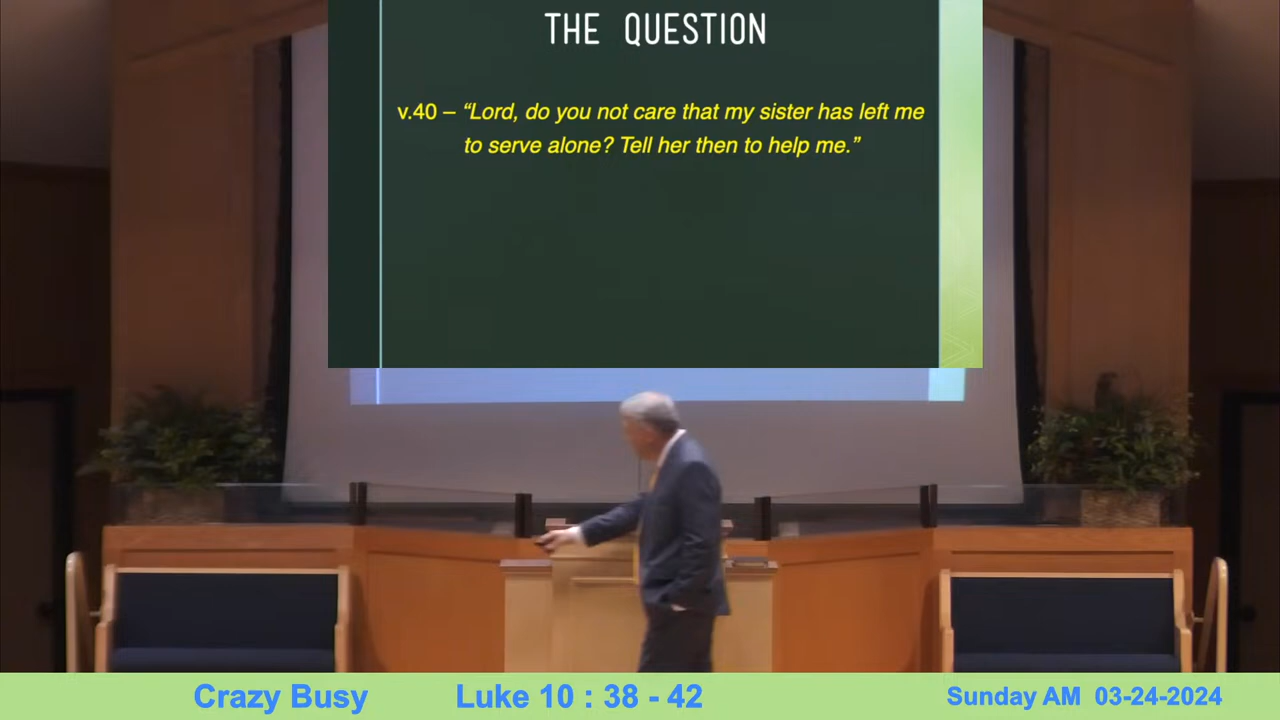 THE QUESTION
v.40 – “Lord, do you not care that my sister has left me
to serve alone? Tell her then to help me.”
Crazy Busy Luke 10 : 38 - 42 Sunday AM 03-24-2024